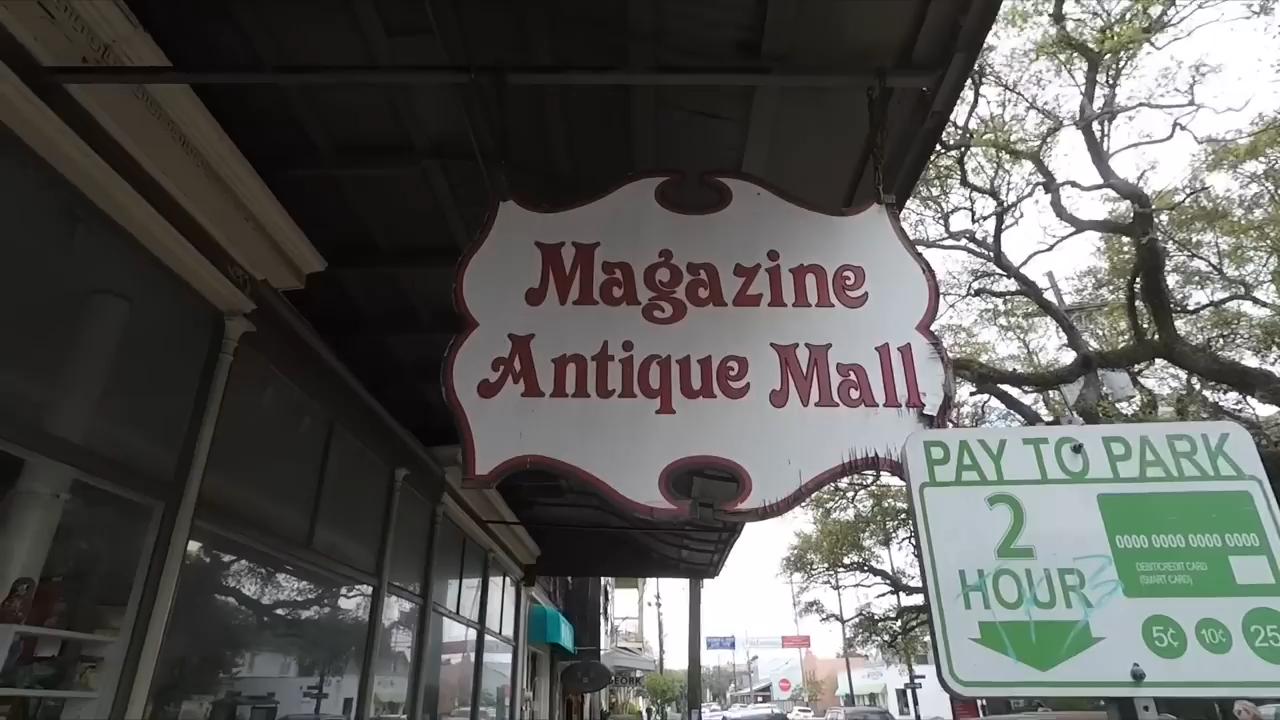 Magazine
Antique Mall
PAY TO PARK
2
HOUR
0000 0000 0000 0000
DEBIT/CREDIT CARD
(SMART CARD)
5¢
10¢
25